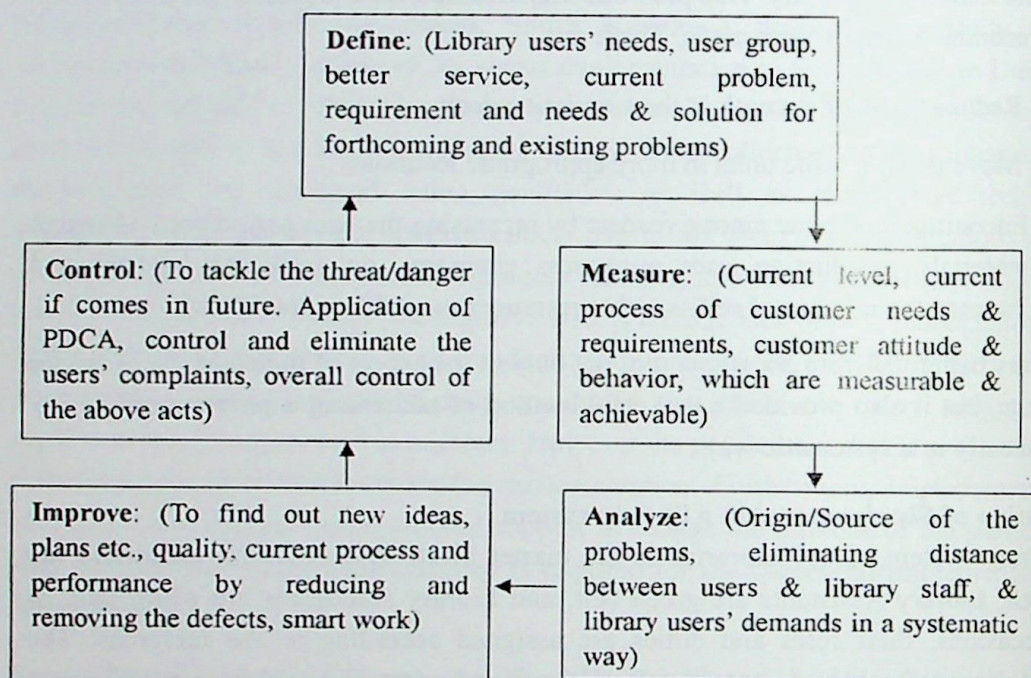 Define: (Library users' needs, user group,
better service, current problem,
requirement and needs & solution for
forthcoming and existing problems)
Control: (To tackle the threat/danger
if comes in future. Application of
PDCA, control and eliminate the
users' complaints, overall control of
the above acts)
Measure: (Current level, current
process of customer needs &
requirements, customer attitude &
behavior, which are measurable &
achievable)
Improve: (To find out new ideas,
plans etc., quality, current process and
performance by reducing and
removing the defects, smart work)
Analyze: (Origin/Source of the
problems, eliminating distance
between users & library staff, &
library users' demands in a systematic
way)